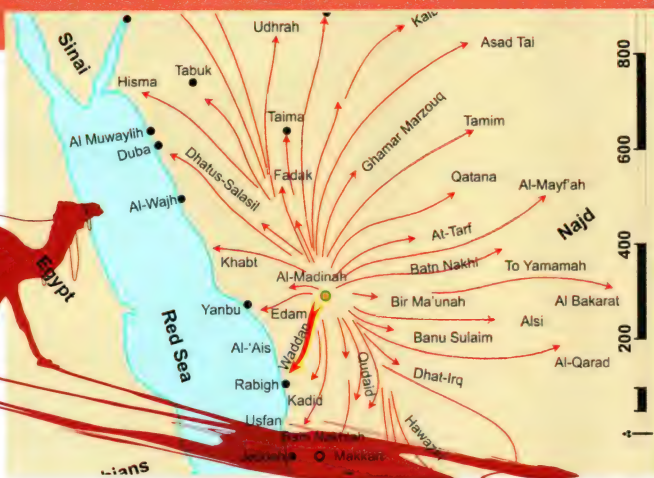 Sinai
Udhrah
Asad Tai
800
Hisma
Tabuk
Taima
Ghamar Marzouq
Tamim
Al Muwaylih
Duba
Dhatus-Salasil
Fadak
600
Al-Wajh
Qatana
Al-Mayf'ah
Najd
At-Tarf
Egypt
Khabt
Al-Madinah
Batn Nakhl
To Yamamah
400
Red Sea
Yanbu
Edam
Bir Ma'unah
Al Bakarat
Al-'Ais
Waddan
Banu Sulaim
Alsi
200
Rabigh
Qudaid
Dhat-Irq
Al-Qarad
Kadid
Usfan
Makkah